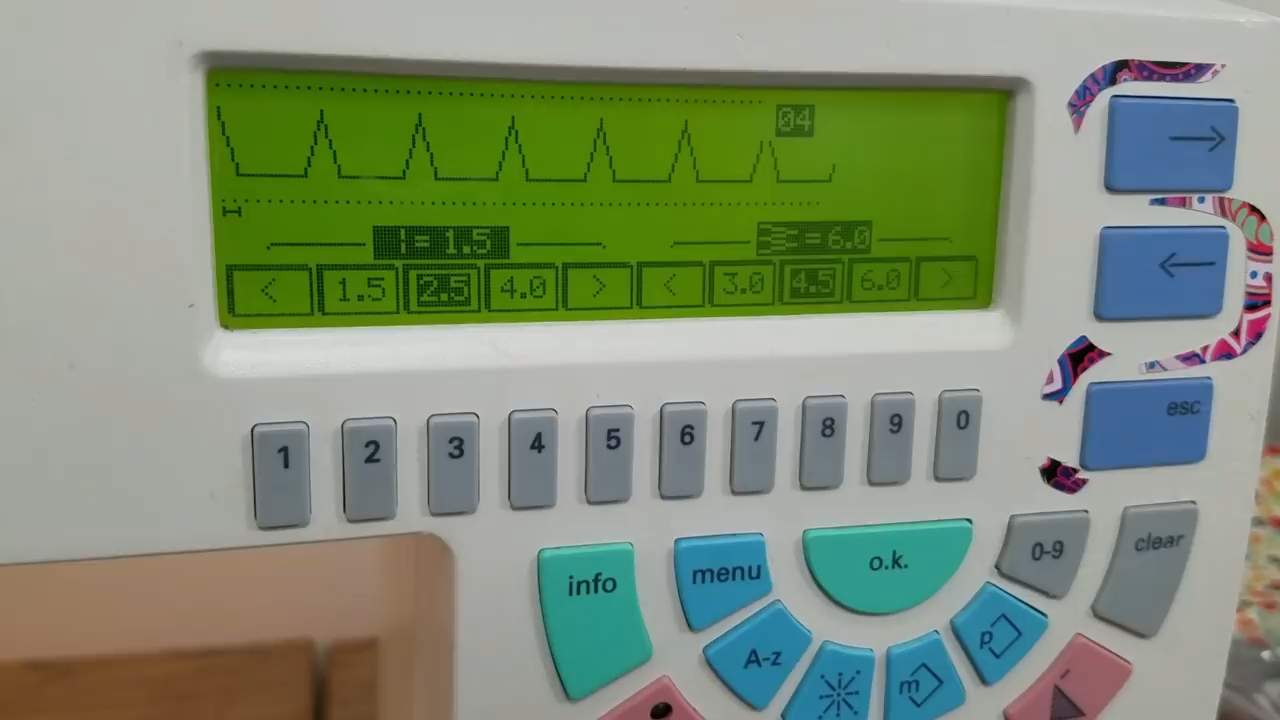 04
= 1.5
= 6.0
< 1.5 2.5 4.0 > < 3.0 4.5 6.0 >
1 2 3 4 5 6 7 8 9 0
→
←
esc
info menu o.k. 0-9 clear
A-z m p
-